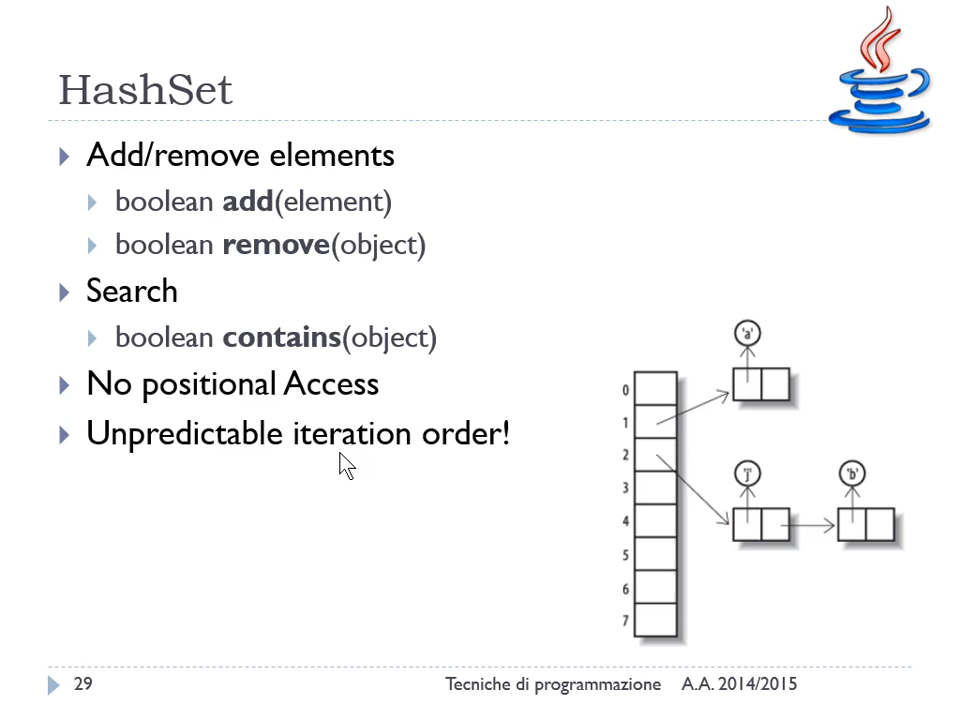 HashSet
Add/remove elements
boolean add(element)
boolean remove(object)
Search
boolean contains(object)
No positional Access
Unpredictable iteration order!
'a'
0
1
2
'j' 'b'
3
4
5
6
7
29 Tecniche di programmazione A.A. 2014/2015